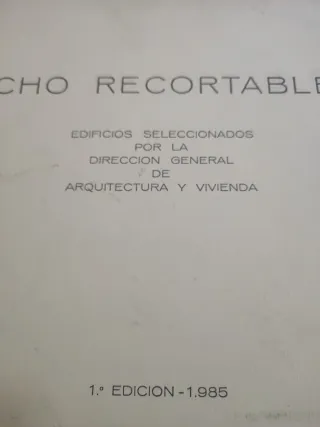 CHO RECORTABLE
EDIFICIOS SELECCIONADOS
POR LA
DIRECCION GENERAL
DE
ARQUITECTURA Y VIVIENDA
1.º EDICION - 1.985